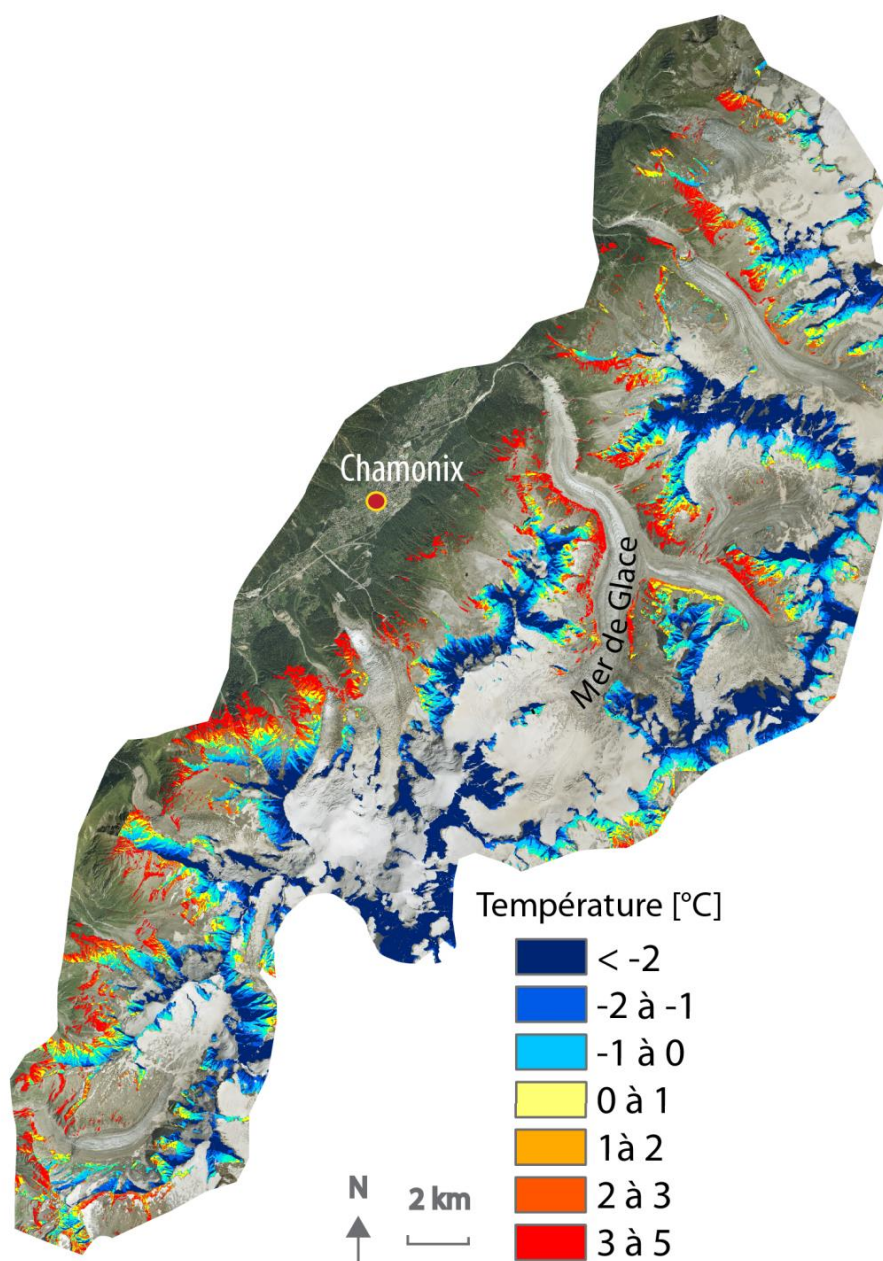 Chamonix
Mer de Glace
Température [°C]
< -2
-2 à -1
-1 à 0
0 à 1
1à 2
2 à 3
3 à 5
N
2 km